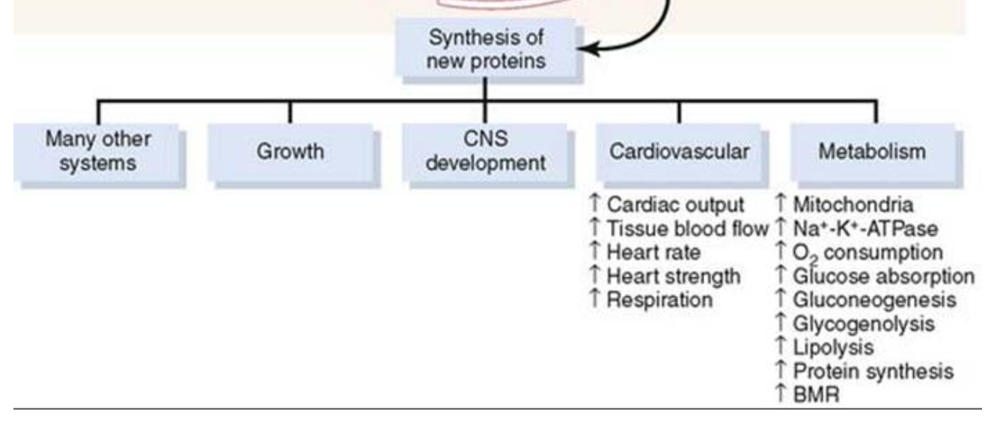 Synthesis of
new proteins
Many other
systems
Growth
CNS
development
Cardiovascular
Metabolism
↑ Cardiac output
↑ Tissue blood flow
↑ Heart rate
↑ Heart strength
↑ Respiration
↑ Mitochondria
↑ Na⁺-K⁺-ATPase
↑ O₂ consumption
↑ Glucose absorption
↑ Gluconeogenesis
↑ Glycogenolysis
↑ Lipolysis
↑ Protein synthesis
↑ BMR